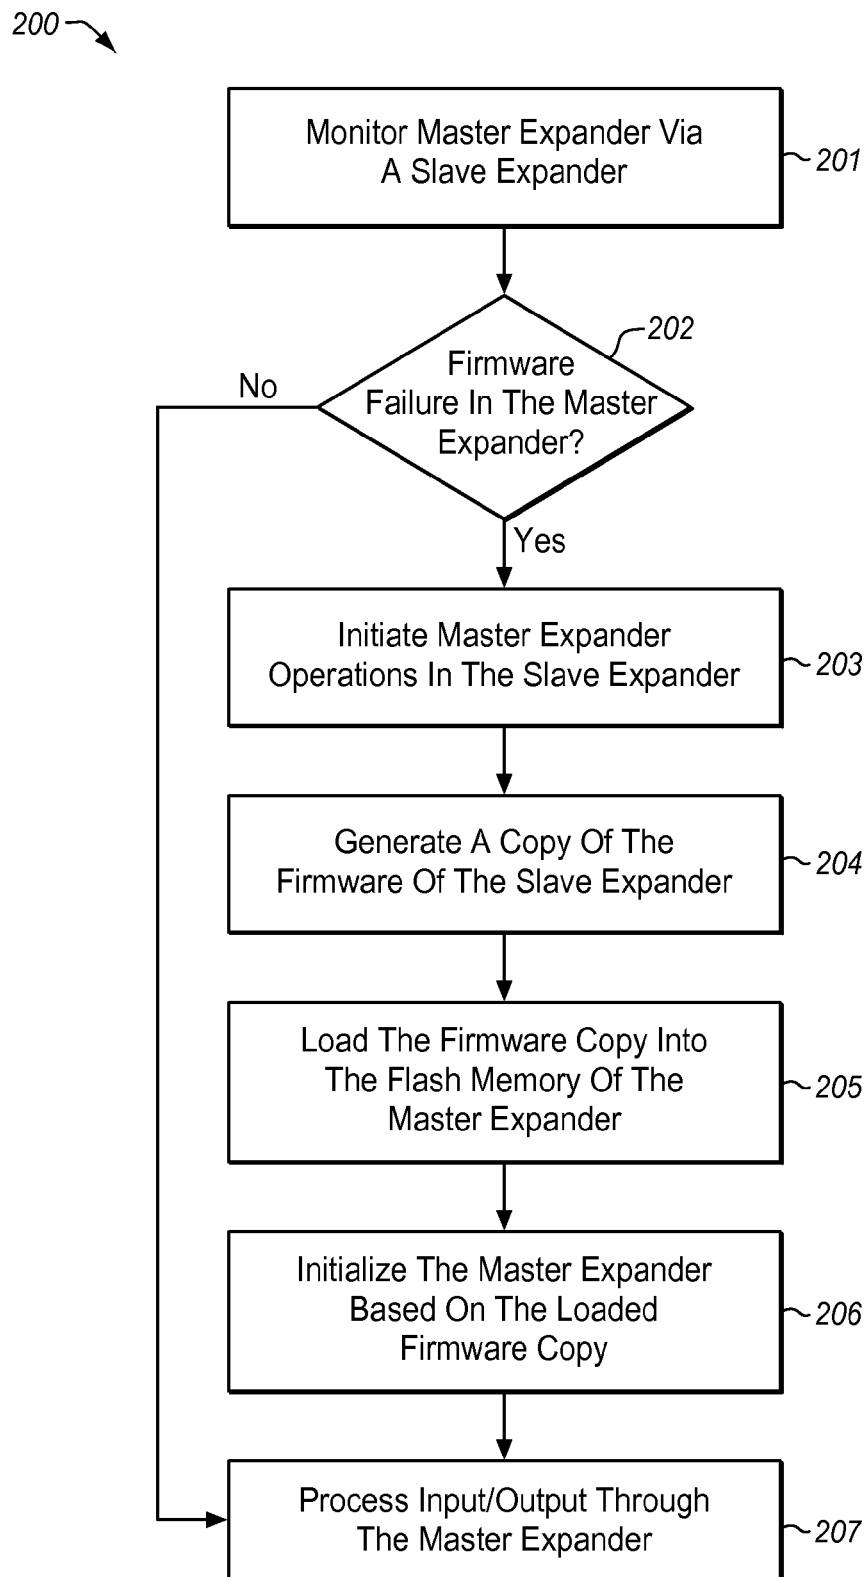 200
Monitor Master Expander Via
A Slave Expander
201
202
Firmware
Failure In The Master
Expander?
No
Yes
Initiate Master Expander
Operations In The Slave Expander
203
Generate A Copy Of The
Firmware Of The Slave Expander
204
Load The Firmware Copy Into
The Flash Memory Of The
Master Expander
205
Initialize The Master Expander
Based On The Loaded
Firmware Copy
206
Process Input/Output Through
The Master Expander
207